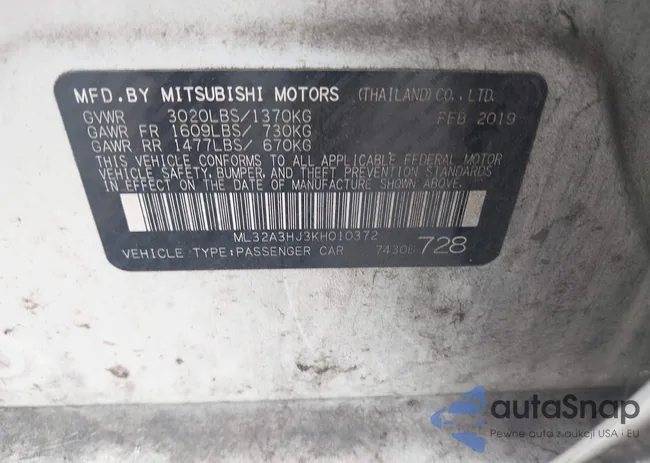 MFD.BY MITSUBISHI MOTORS (THAILAND)CO.,LTD.
GVWR 3020LBS/1370KG FEB 2019
GAWR FR 1609LBS/ 730KG
GAWR RR 1477LBS/ 670KG
THIS VEHICLE CONFORMS TO ALL APPLICABLE FEDERAL MOTOR
VEHICLE SAFETY, BUMPER, AND THEFT PREVENTION STANDARDS
IN EFFECT ON THE DATE OF MANUFACTURE SHOWN ABOVE.
ML32A3HJ3KH010372
VEHICLE TYPE:PASSENGER CAR 74306 728
autaSnap
Pewne auta z aukcji USA i EU